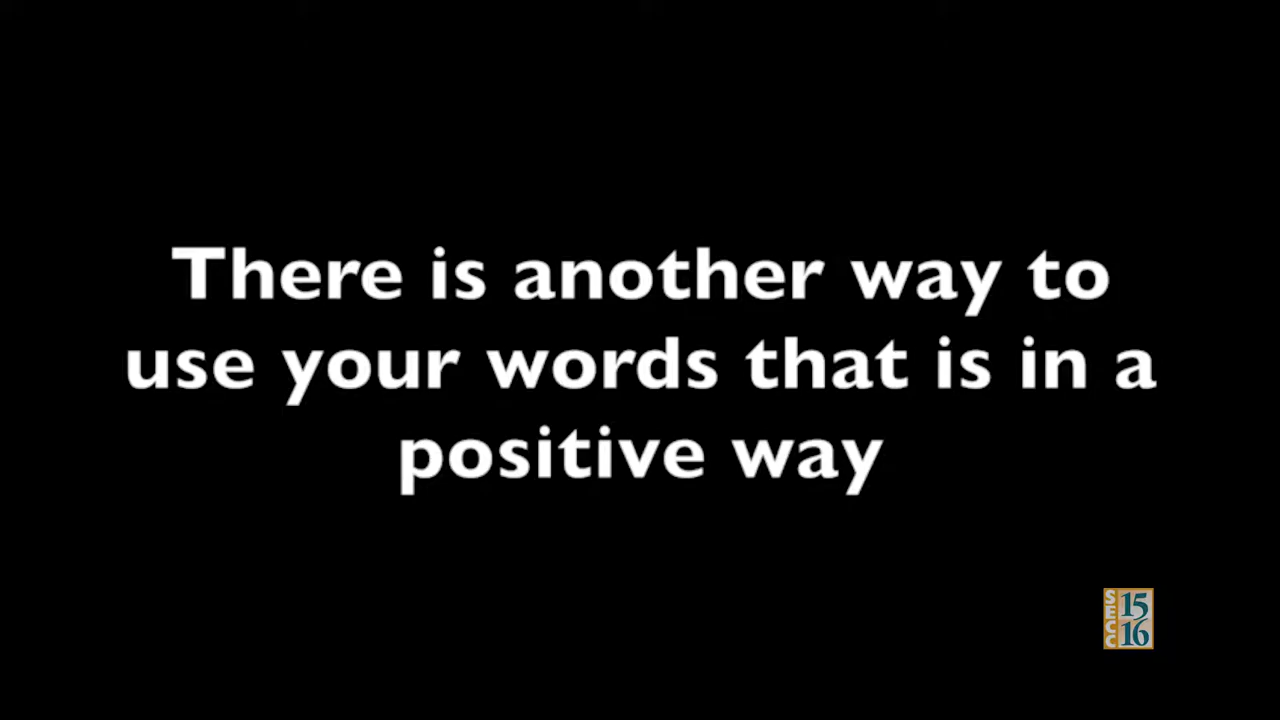 There is another way to
use your words that is in a
positive way
SECC
15
16